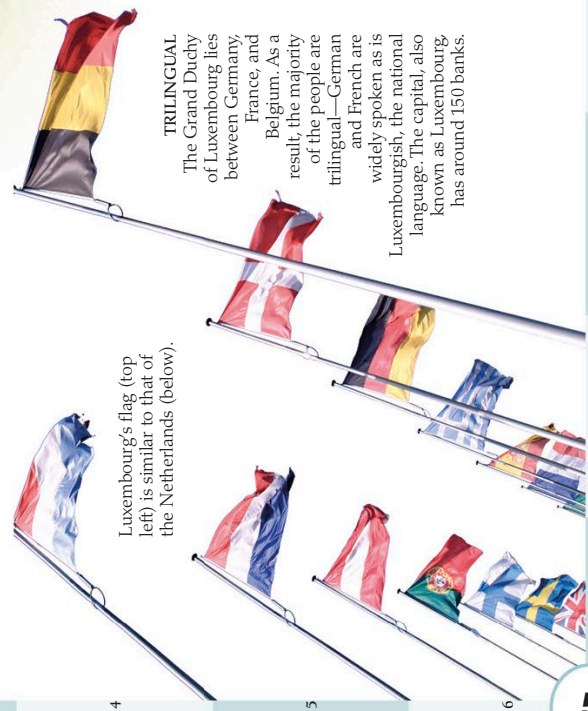 TRILINGUAL
The Grand Duchy
of Luxembourg lies
between Germany,
France, and
Belgium. As a
result, the majority
of the people are
trilingual—German
and French are
widely spoken as is
Luxembourgish, the national
language. The capital, also
known as Luxembourg,
has around 150 banks.
Luxembourg's flag (top
left) is similar to that of
the Netherlands (below).
4
5
6